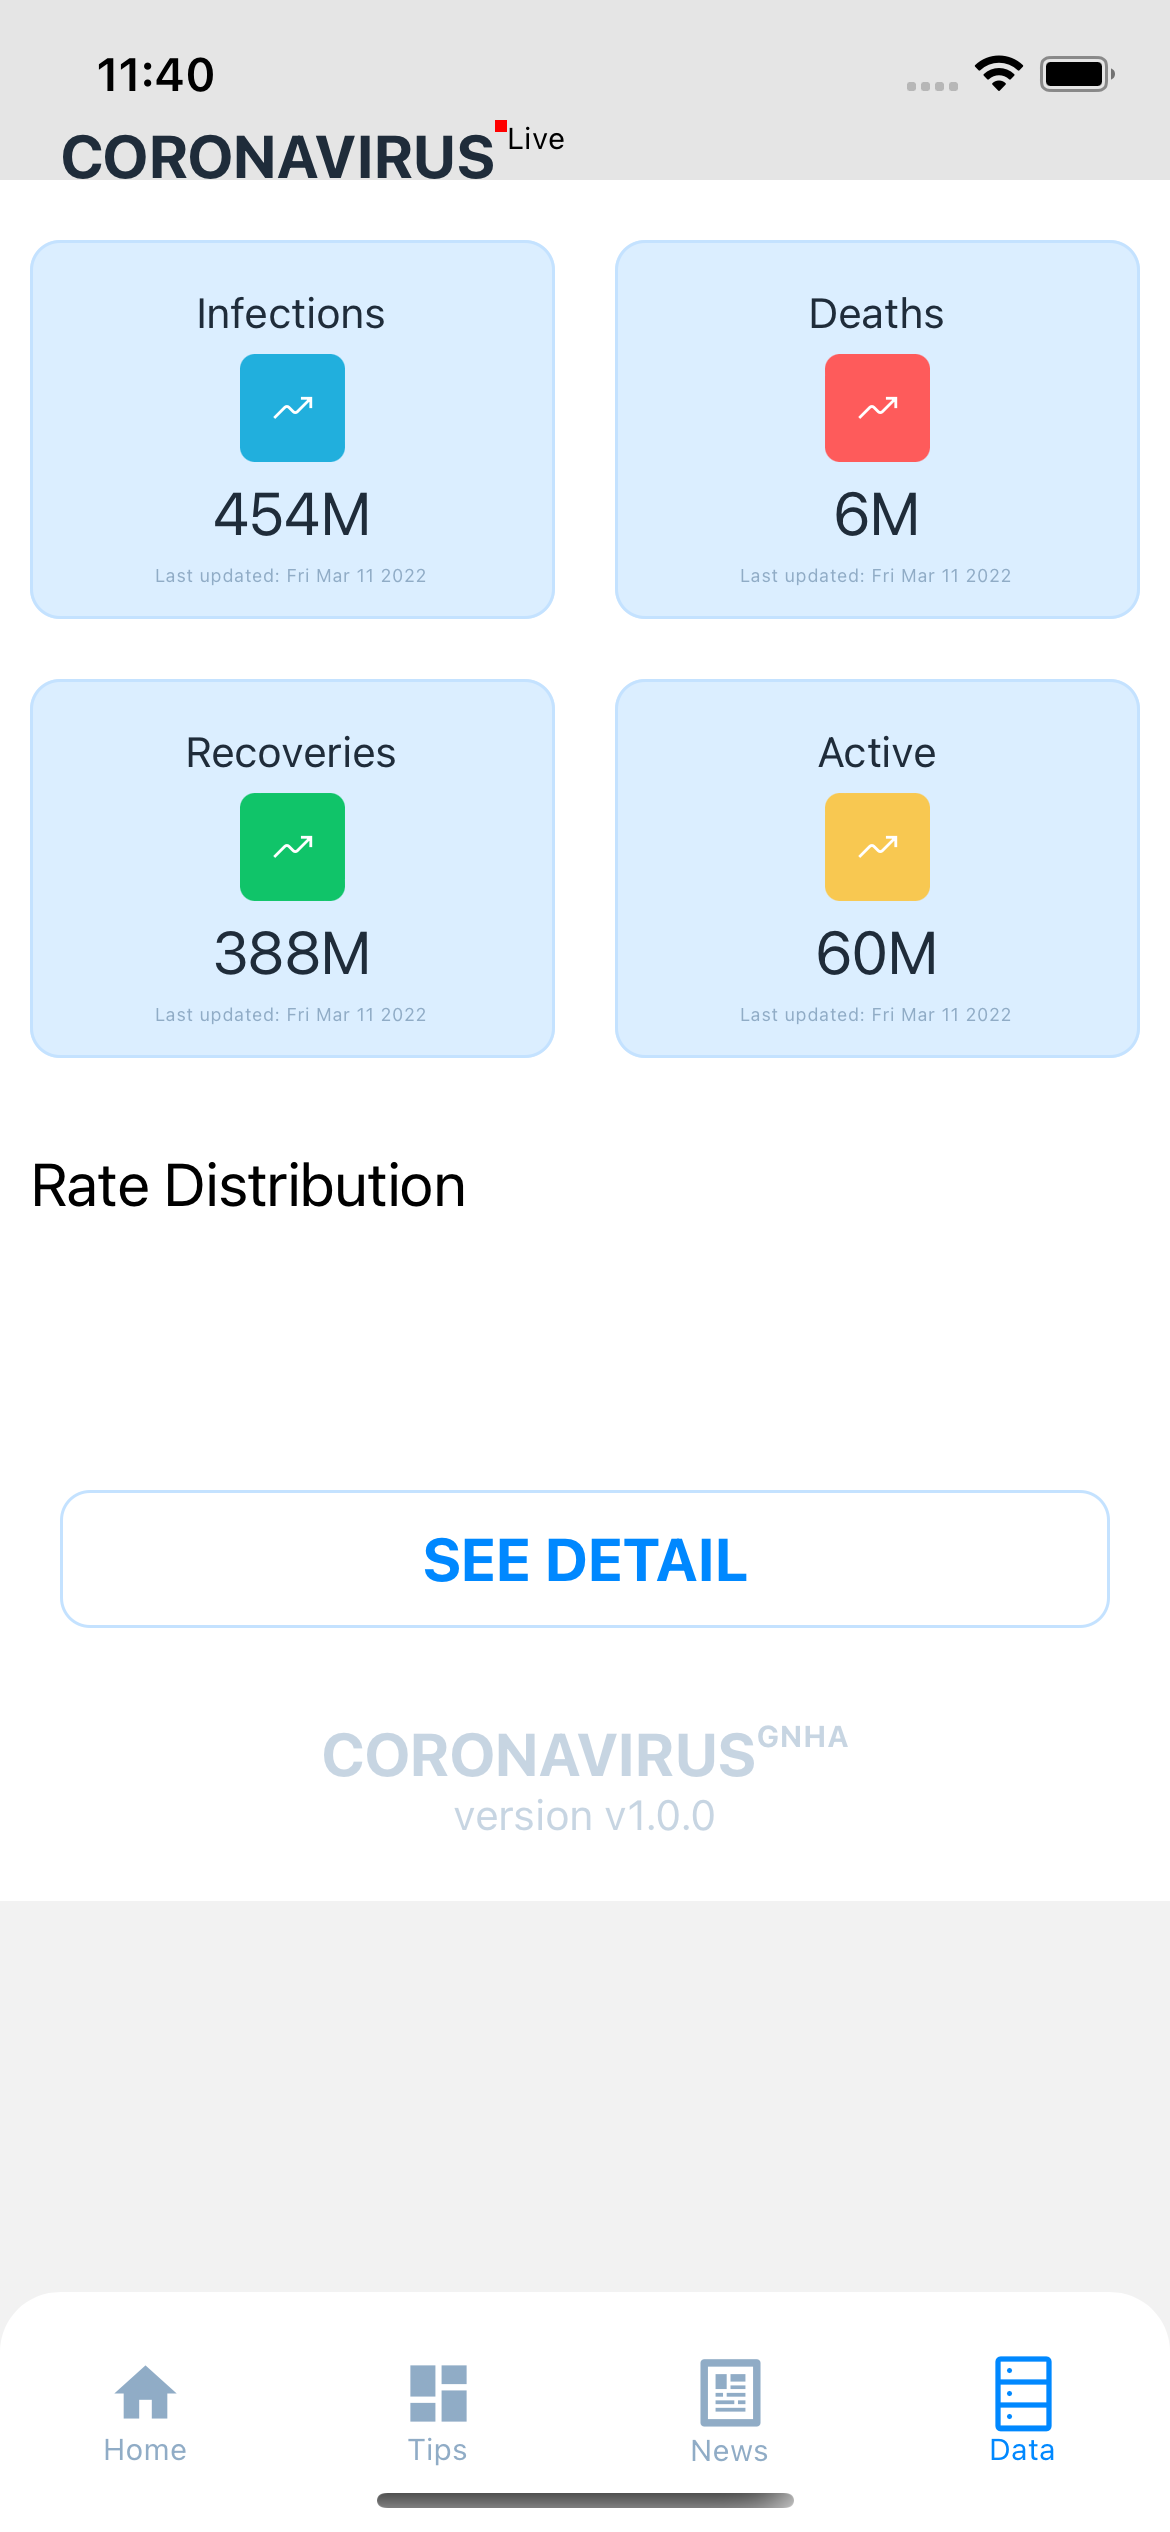 11:40
CORONAVIRUS Live
Infections
454M
Last updated: Fri Mar 11 2022
Deaths
6M
Last updated: Fri Mar 11 2022
Recoveries
388M
Last updated: Fri Mar 11 2022
Active
60M
Last updated: Fri Mar 11 2022
Rate Distribution
SEE DETAIL
CORONAVIRUS GNHA
version v1.0.0
Home
Tips
News
Data